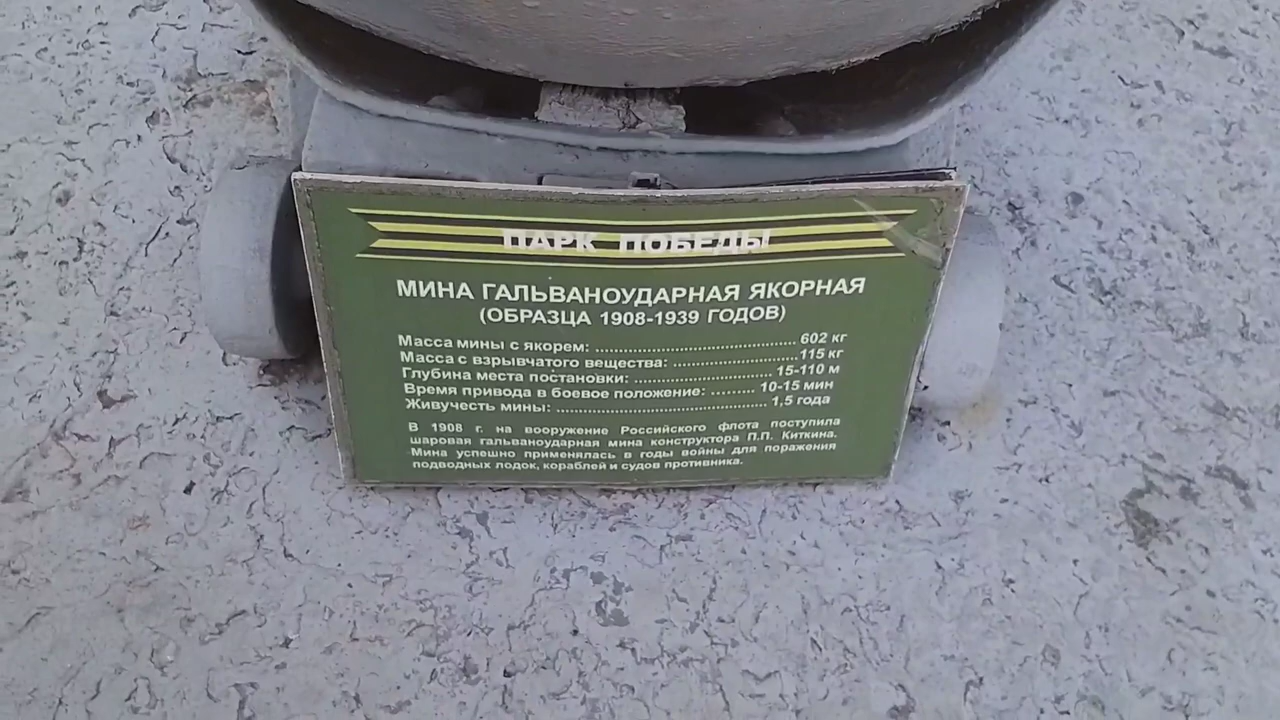 ПАРК ПОБЕДЫ
МИНА ГАЛЬВАНОУДАРНАЯ ЯКОРНАЯ
(ОБРАЗЦА 1908-1939 ГОДОВ)
Масса мины с якорем: ................................................ 602 кг
Масса с взрывчатого вещества: .............................. 115 кг
Глубина места постановки: .................................. 15-110 м
Время привода в боевое положение: ......... 10-15 мин
Живучесть мины: .................................................... 1,5 года
В 1908 г. на вооружение Российского флота поступила
шаровая гальваноударная мина конструктора П.П. Киткина.
Мина успешно применялась в годы войны для поражения
подводных лодок, кораблей и судов противника.